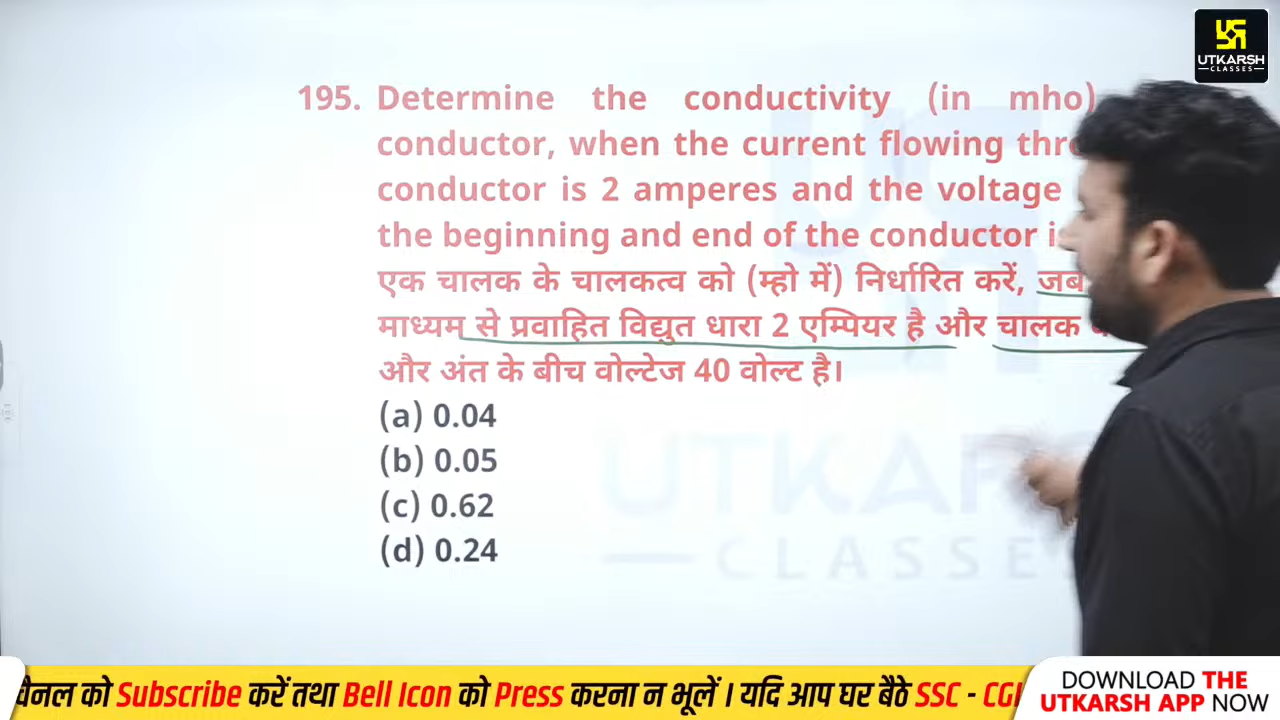 UTKARSH
CLASSES
195. Determine the conductivity (in mho)
conductor, when the current flowing
conductor is 2 amperes and the voltage
the beginning and end of the conductor
एक चालक के चालकत्व को (म्हो में) निर्धारित करें, जब
माध्यम से प्रवाहित विद्युत धारा 2 एम्पियर है और चालक
और अंत के बीच वोल्टेज 40 वोल्ट है।
(a) 0.04
(b) 0.05
(c) 0.62
(d) 0.24
UTKARSH
CLASSES
को Subscribe करें तथा Bell Icon को Press करना न भूलें । यदि आप घर बैठे SSC -
DOWNLOAD THE
UTKARSH APP NOW